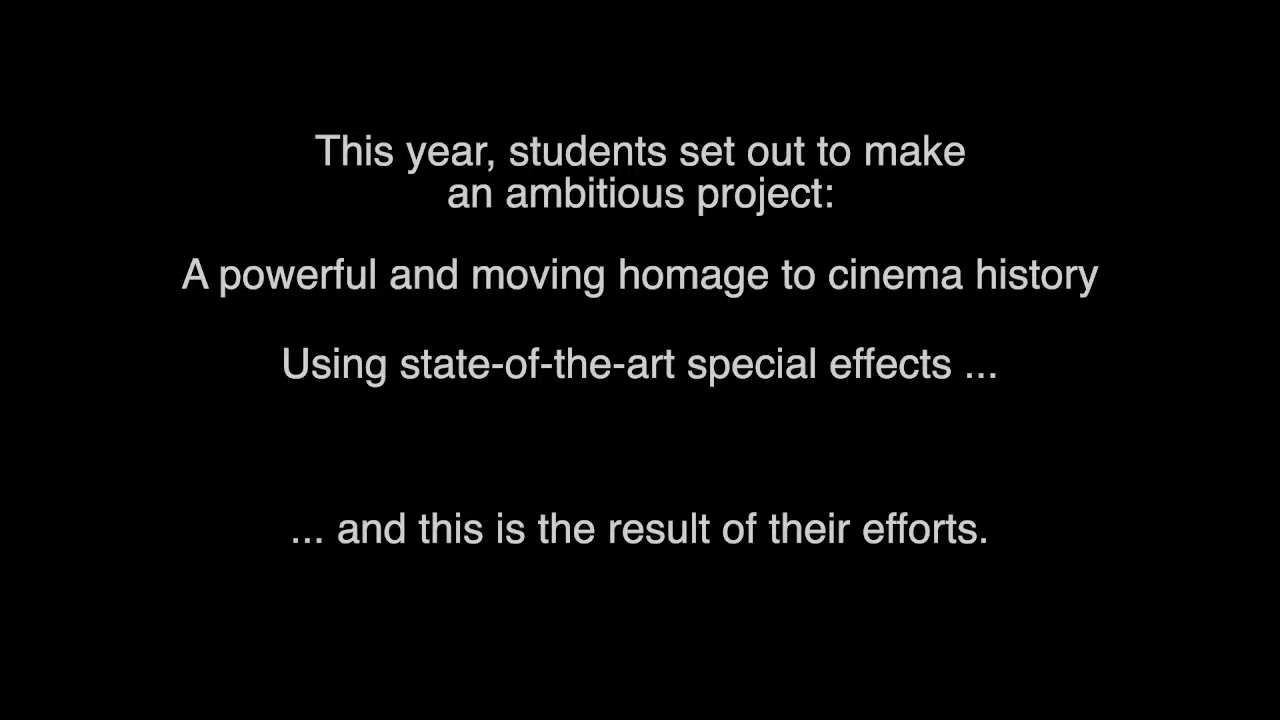 This year, students set out to make
an ambitious project:
A powerful and moving homage to cinema history
Using state-of-the-art special effects ...
... and this is the result of their efforts.